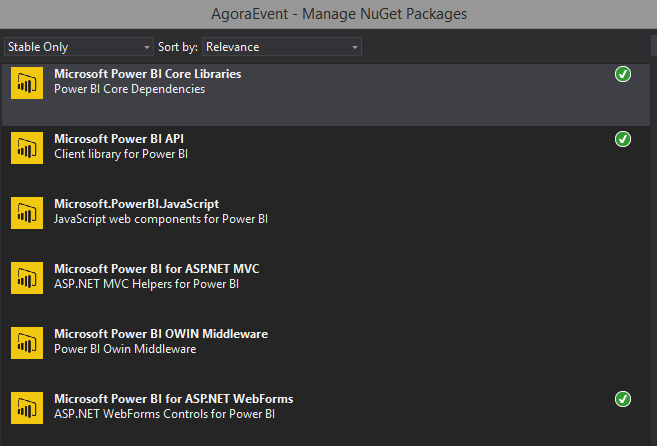 AgoraEvent - Manage NuGet Packages
Stable Only Sort by: Relevance
Microsoft Power BI Core Libraries
Power BI Core Dependencies
Microsoft Power BI API
Client library for Power BI
Microsoft.PowerBI.JavaScript
JavaScript web components for Power BI
Microsoft Power BI for ASP.NET MVC
ASP.NET MVC Helpers for Power BI
Microsoft Power BI OWIN Middleware
Power BI Owin Middleware
Microsoft Power BI for ASP.NET WebForms
ASP.NET WebForms Controls for Power BI